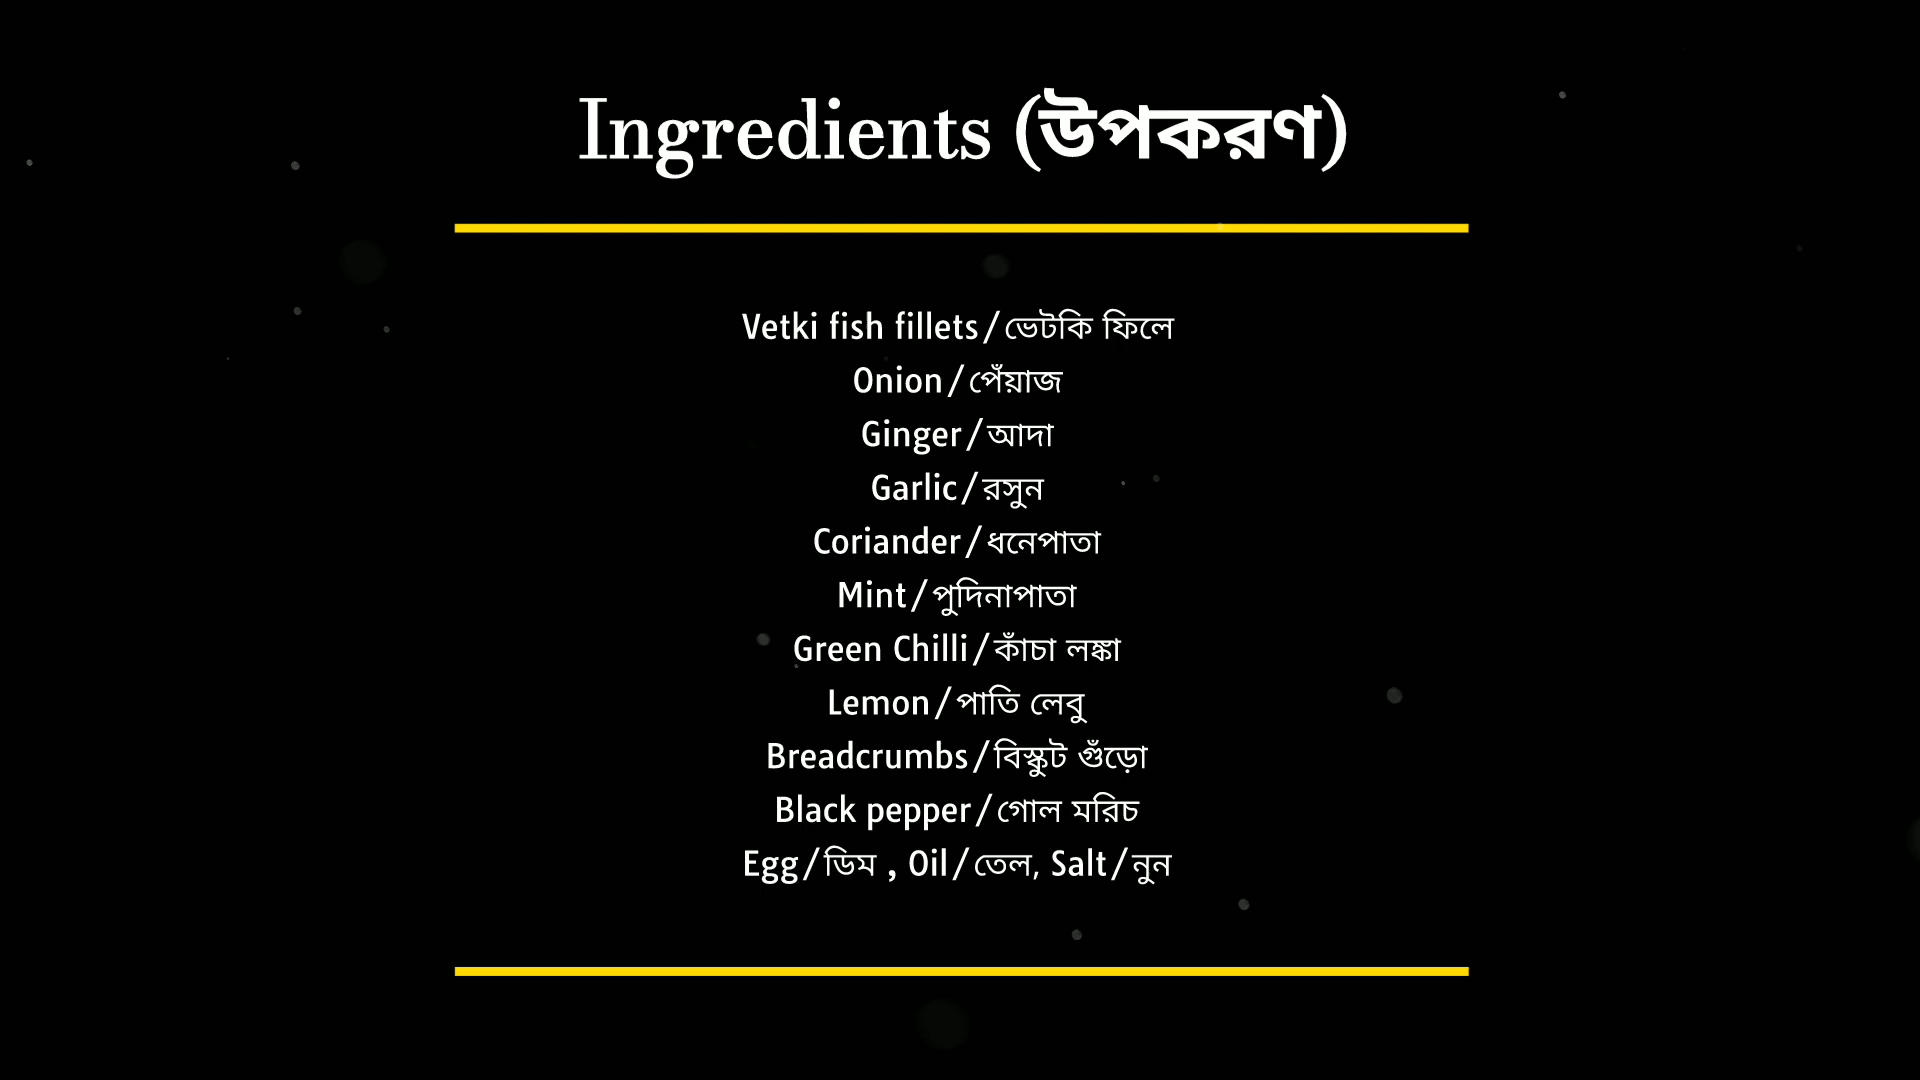 Ingredients (উপকরণ)
Vetki fish fillets/ভেটকি ফিলে
Onion/পেঁয়াজ
Ginger/আদা
Garlic/রসুন
Coriander/ধনেপাতা
Mint/পুদিনাপাতা
Green Chilli/কাঁচা লঙ্কা
Lemon/পাতি লেবু
Breadcrumbs/বিস্কুট গুঁড়ো
Black pepper/গোল মরিচ
Egg/ডিম , Oil/তেল, Salt/নুন